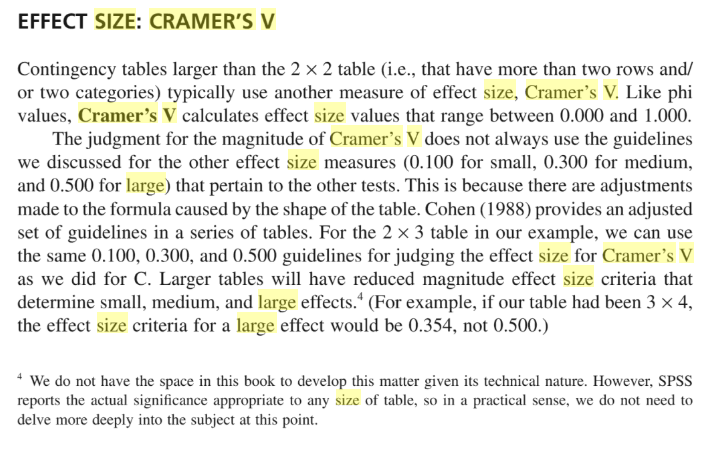 EFFECT SIZE: CRAMER'S V
Contingency tables larger than the 2 × 2 table (i.e., that have more than two rows and/
or two categories) typically use another measure of effect size, Cramer's V. Like phi
values, Cramer's V calculates effect size values that range between 0.000 and 1.000.
The judgment for the magnitude of Cramer's V does not always use the guidelines
we discussed for the other effect size measures (0.100 for small, 0.300 for medium,
and 0.500 for large) that pertain to the other tests. This is because there are adjustments
made to the formula caused by the shape of the table. Cohen (1988) provides an adjusted
set of guidelines in a series of tables. For the 2 × 3 table in our example, we can use
the same 0.100, 0.300, and 0.500 guidelines for judging the effect size for Cramer's V
as we did for C. Larger tables will have reduced magnitude effect size criteria that
determine small, medium, and large effects.⁴ (For example, if our table had been 3 × 4,
the effect size criteria for a large effect would be 0.354, not 0.500.)
⁴ We do not have the space in this book to develop this matter given its technical nature. However, SPSS
reports the actual significance appropriate to any size of table, so in a practical sense, we do not need to
delve more deeply into the subject at this point.